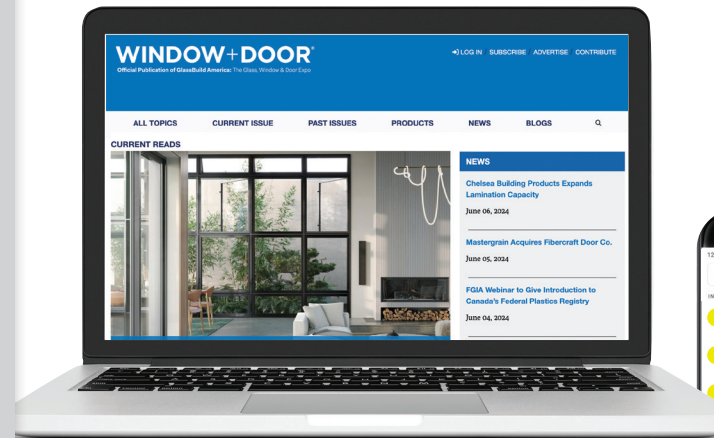 WINDOW+DOOR®
Official Publication of GlassBuild America: The Glass, Window & Door Expo
LOG IN SUBSCRIBE ADVERTISE CONTRIBUTE
ALL TOPICS CURRENT ISSUE PAST ISSUES PRODUCTS NEWS BLOGS
CURRENT READS
NEWS
Chelsea Building Products Expands
Lamination Capacity
June 06, 2024
Mastergrain Acquires Fibercraft Door Co.
June 05, 2024
FGIA Webinar to Give Introduction to
Canada's Federal Plastics Registry
June 04, 2024
12
IN